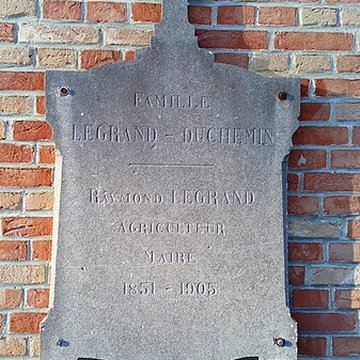 FAMILLE
LEGRAND - DUCHEMIN
RAYMOND LEGRAND
AGRICULTEUR
MAIRE
1851 - 1905